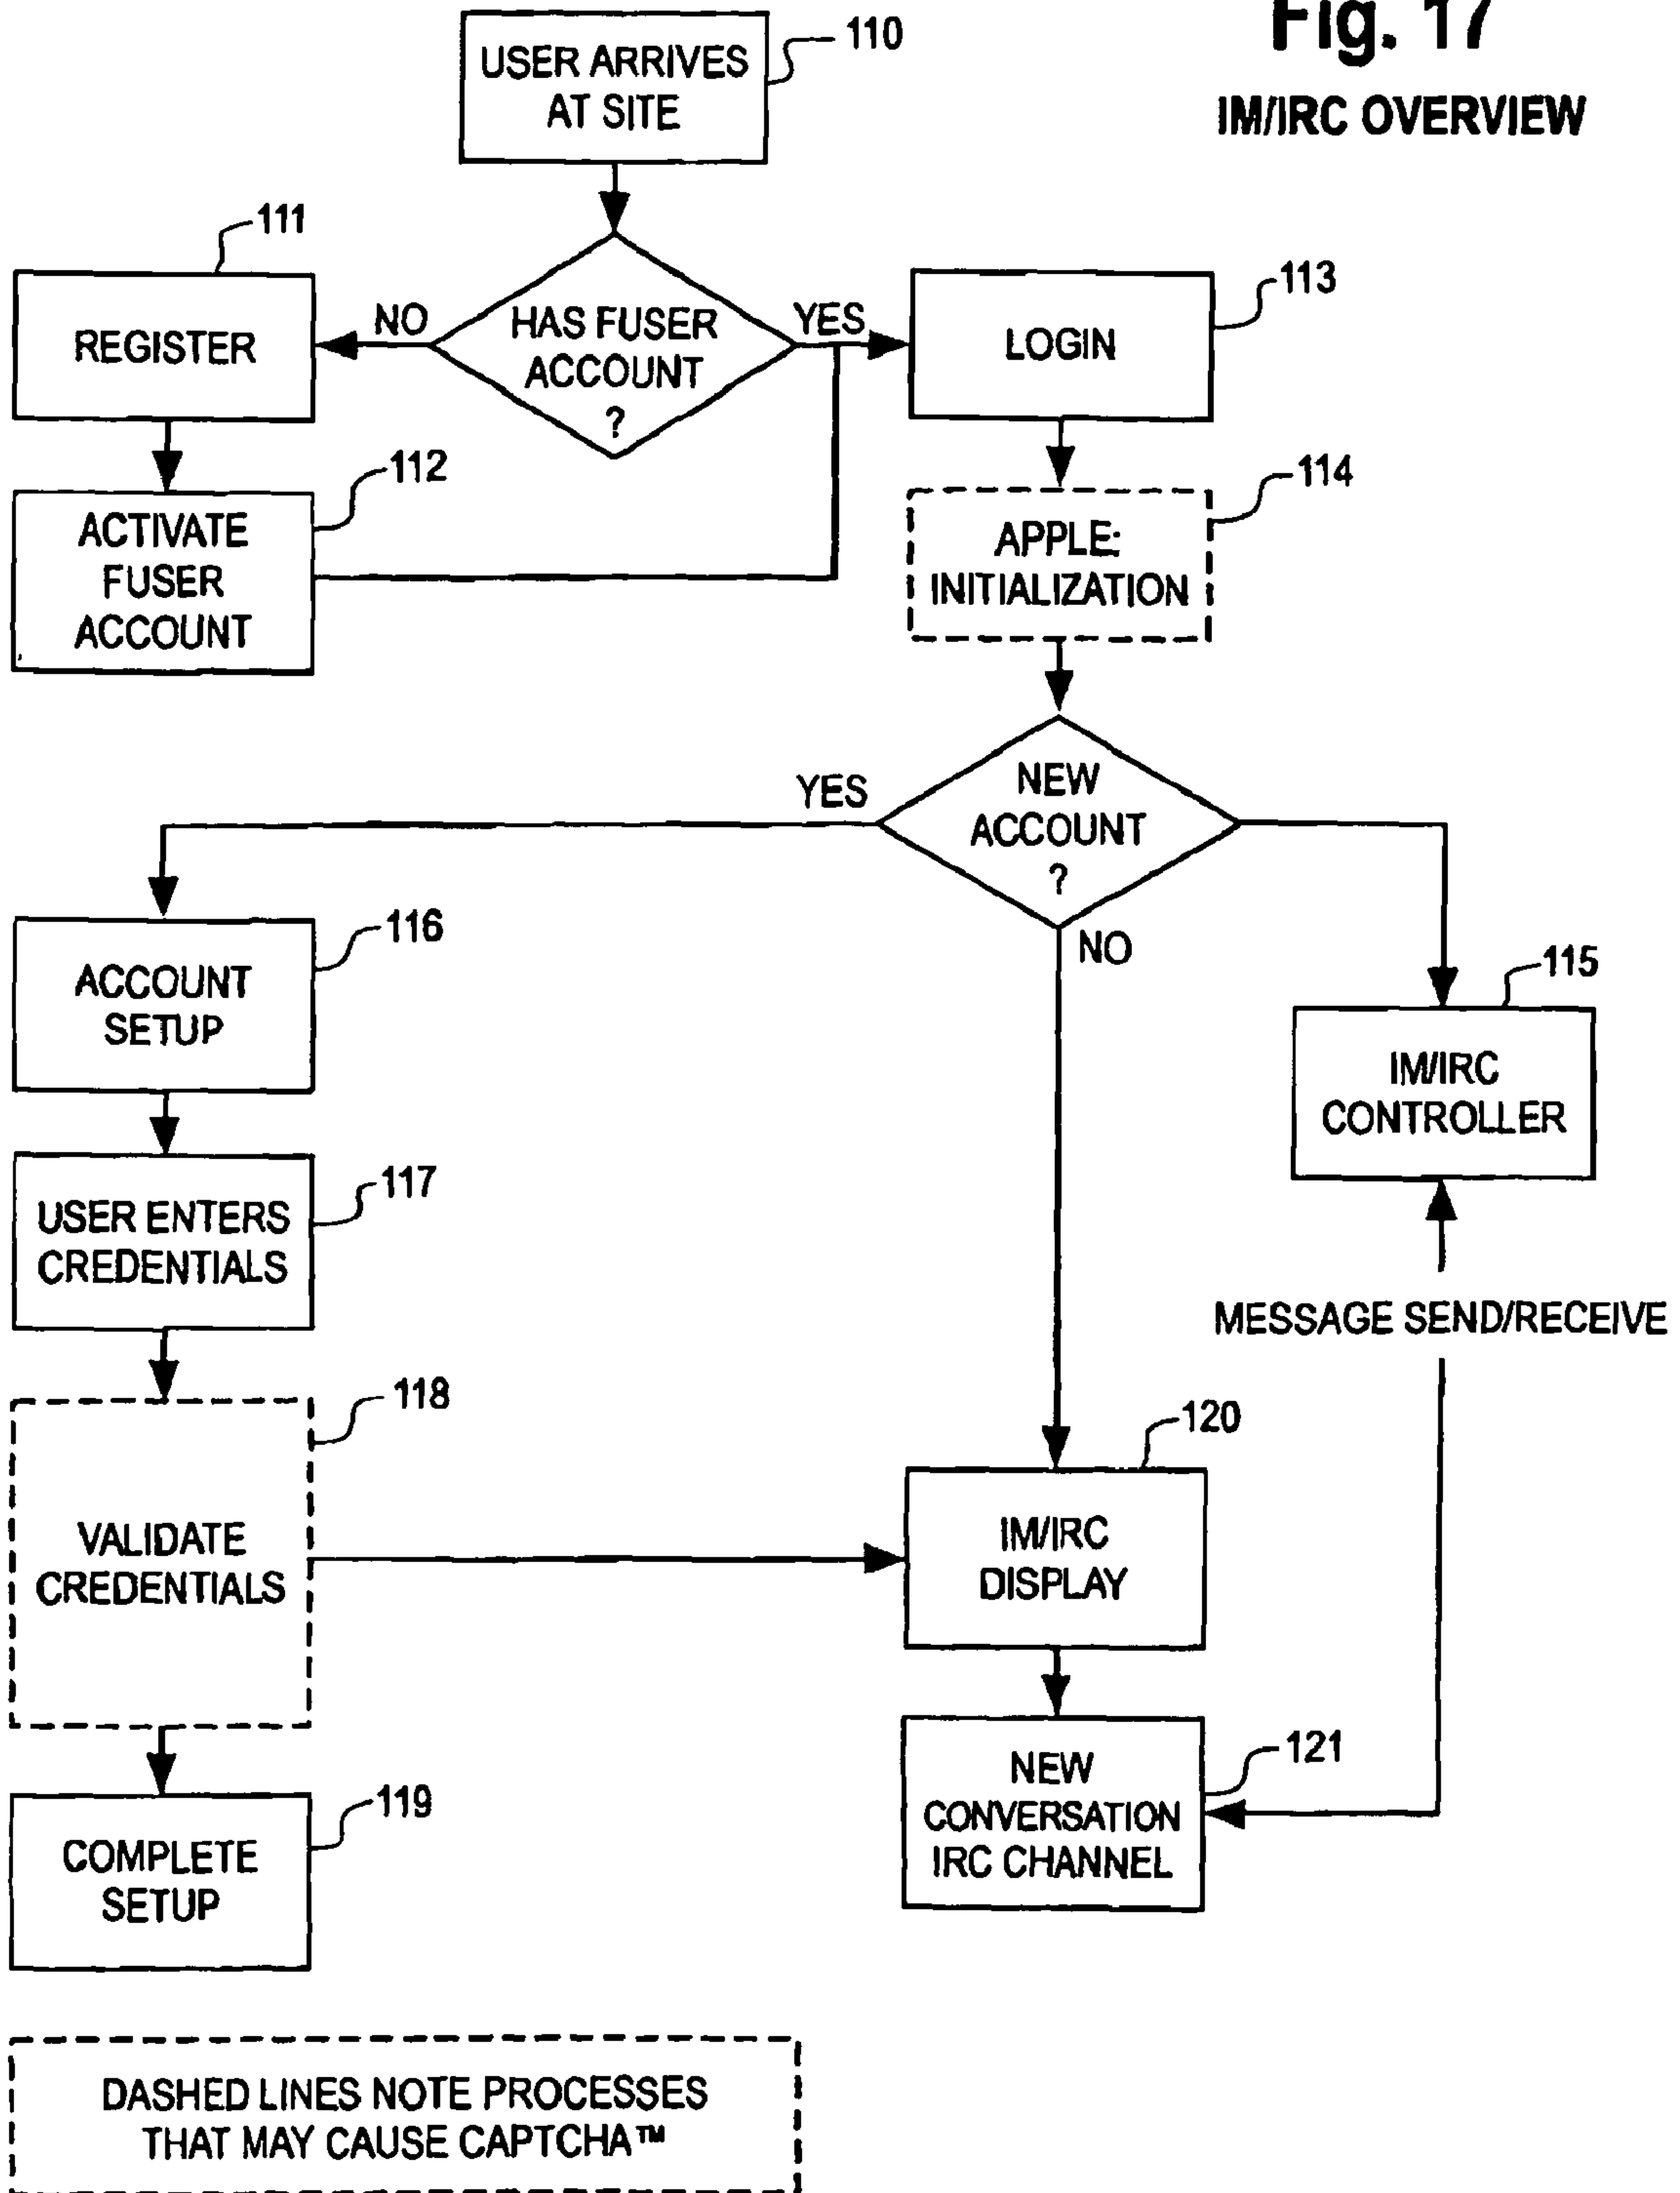 Fig. 17
IM/IRC OVERVIEW
110
USER ARRIVES
AT SITE
111
REGISTER
NO
HAS FUSER
ACCOUNT
?
YES
113
LOGIN
112
ACTIVATE
FUSER
ACCOUNT
114
APPLE:
INITIALIZATION
YES
NEW
ACCOUNT
?
NO
116
ACCOUNT
SETUP
115
IM/IRC
CONTROLLER
117
USER ENTERS
CREDENTIALS
MESSAGE SEND/RECEIVE
118
VALIDATE
CREDENTIALS
120
IM/IRC
DISPLAY
119
COMPLETE
SETUP
121
NEW
CONVERSATION
IRC CHANNEL
DASHED LINES NOTE PROCESSES
THAT MAY CAUSE CAPTCHA™